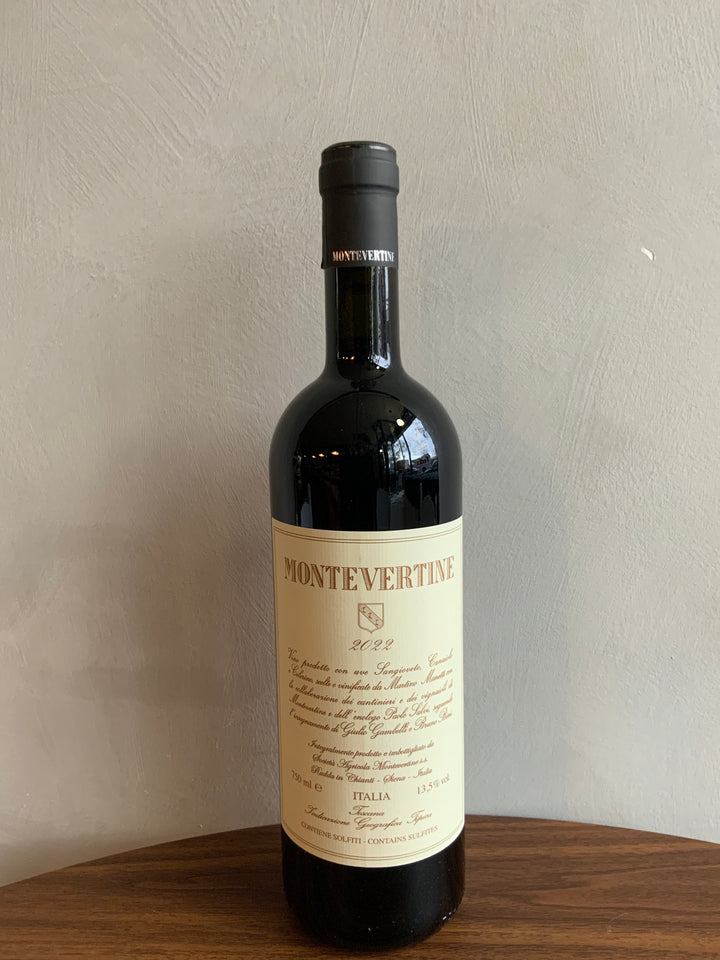 MONTEVERTINE
MONTEVERTINE
2022
Vino prodotto con uve Sangioveto, Canaiolo
e Colorino, scelte e vinificate da Martino Manetti con
la collaborazione dei cantinieri e dei vignaioli di
Montevertine e dell'enologo Paolo Salvi, seguendo
l'insegnamento di Giulio Gambelli e Bruno Bini
Integralmente prodotto e imbottigliato da
Società Agricola Montevertine s.s.
Radda in Chianti - Siena - Italia
750 ml e
ITALIA
13,5% vol.
Toscana
Indicazione Geografica Tipica
CONTIENE SOLFITI - CONTAINS SULFITES